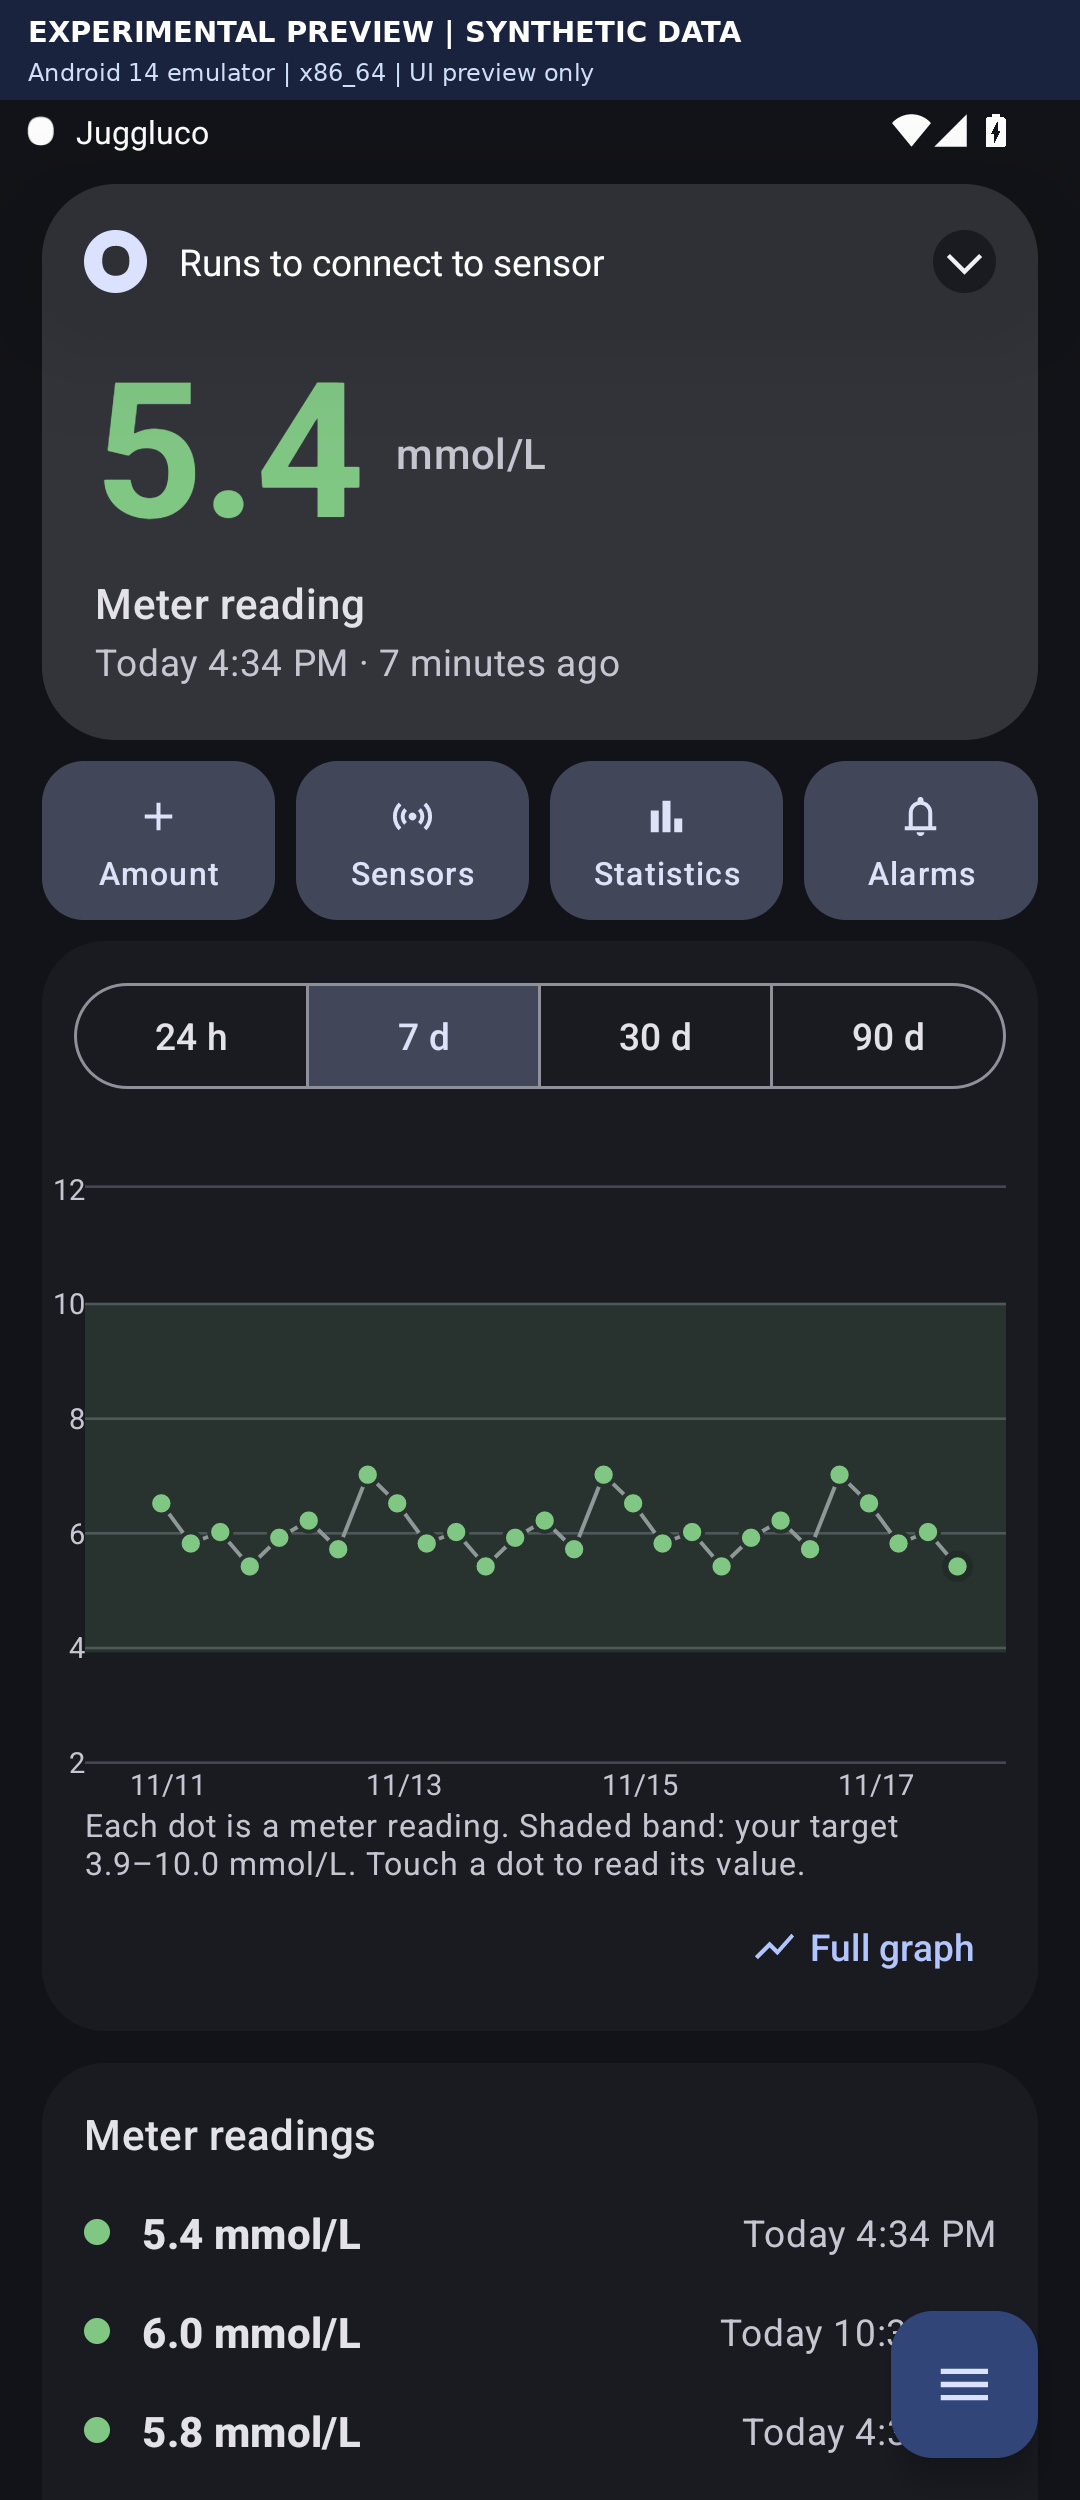 EXPERIMENTAL PREVIEW | SYNTHETIC DATA
Android 14 emulator | x86_64 | UI preview only
Juggluco
Runs to connect to sensor
5.4 mmol/L
Meter reading
Today 4:34 PM · 7 minutes ago
Amount Sensors Statistics Alarms
24 h 7 d 30 d 90 d
12
10
8
6
4
2
11/11 11/13 11/15 11/17
Each dot is a meter reading. Shaded band: your target
3.9–10.0 mmol/L. Touch a dot to read its value.
Full graph
Meter readings
5.4 mmol/L Today 4:34 PM
6.0 mmol/L Today
5.8 mmol/L Today